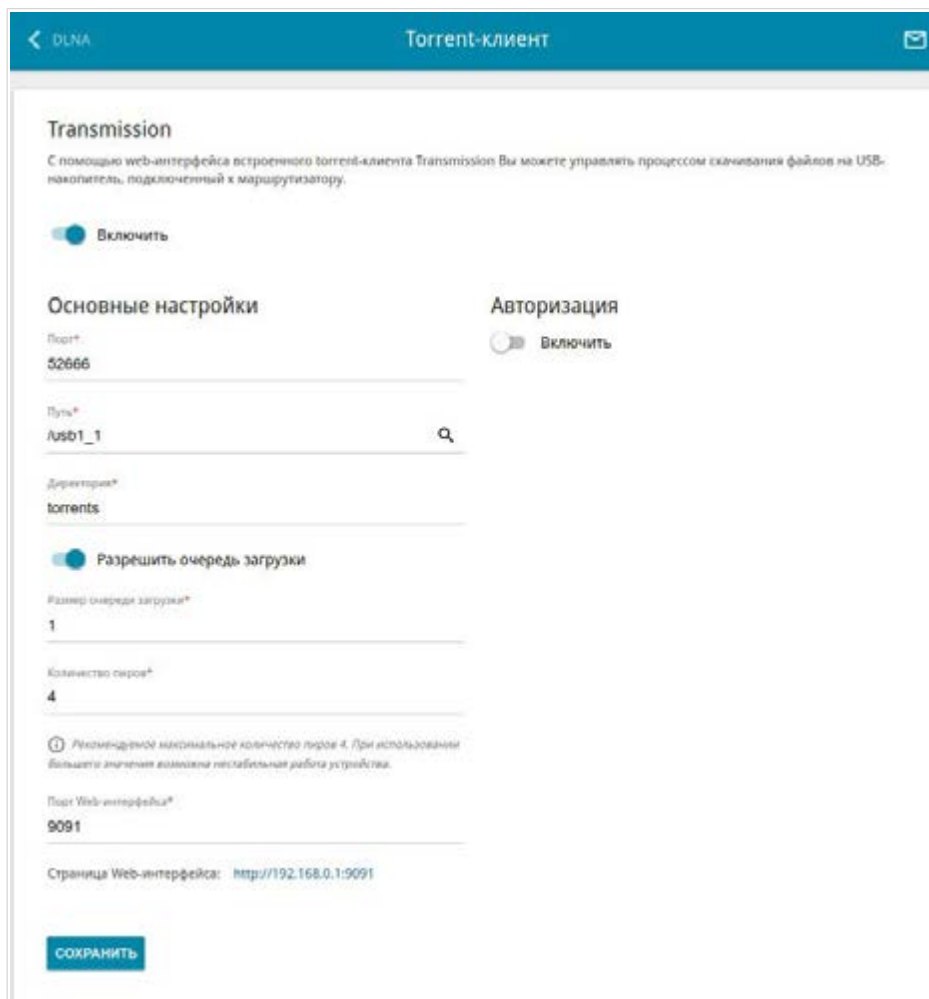 DLNA
Torrent-клиент
Transmission
С помощью web-интерфейса встроенного torrent-клиента Transmission Вы можете управлять процессом скачивания файлов на USB-
накопитель, подключенный к маршрутизатору.
Включить
Основные настройки
Порт*
52666
Путь*
/usb1_1
Директория*
torrents
Разрешить очередь загрузки
Размер очереди загрузки*
1
Количество пиров*
4
Рекомендуемое максимальное количество пиров 4. При использовании
большего значения возможна нестабильная работа устройства.
Порт Web-интерфейса*
9091
Страница Web-интерфейса: http://192.168.0.1:9091
СОХРАНИТЬ
Авторизация
Включить